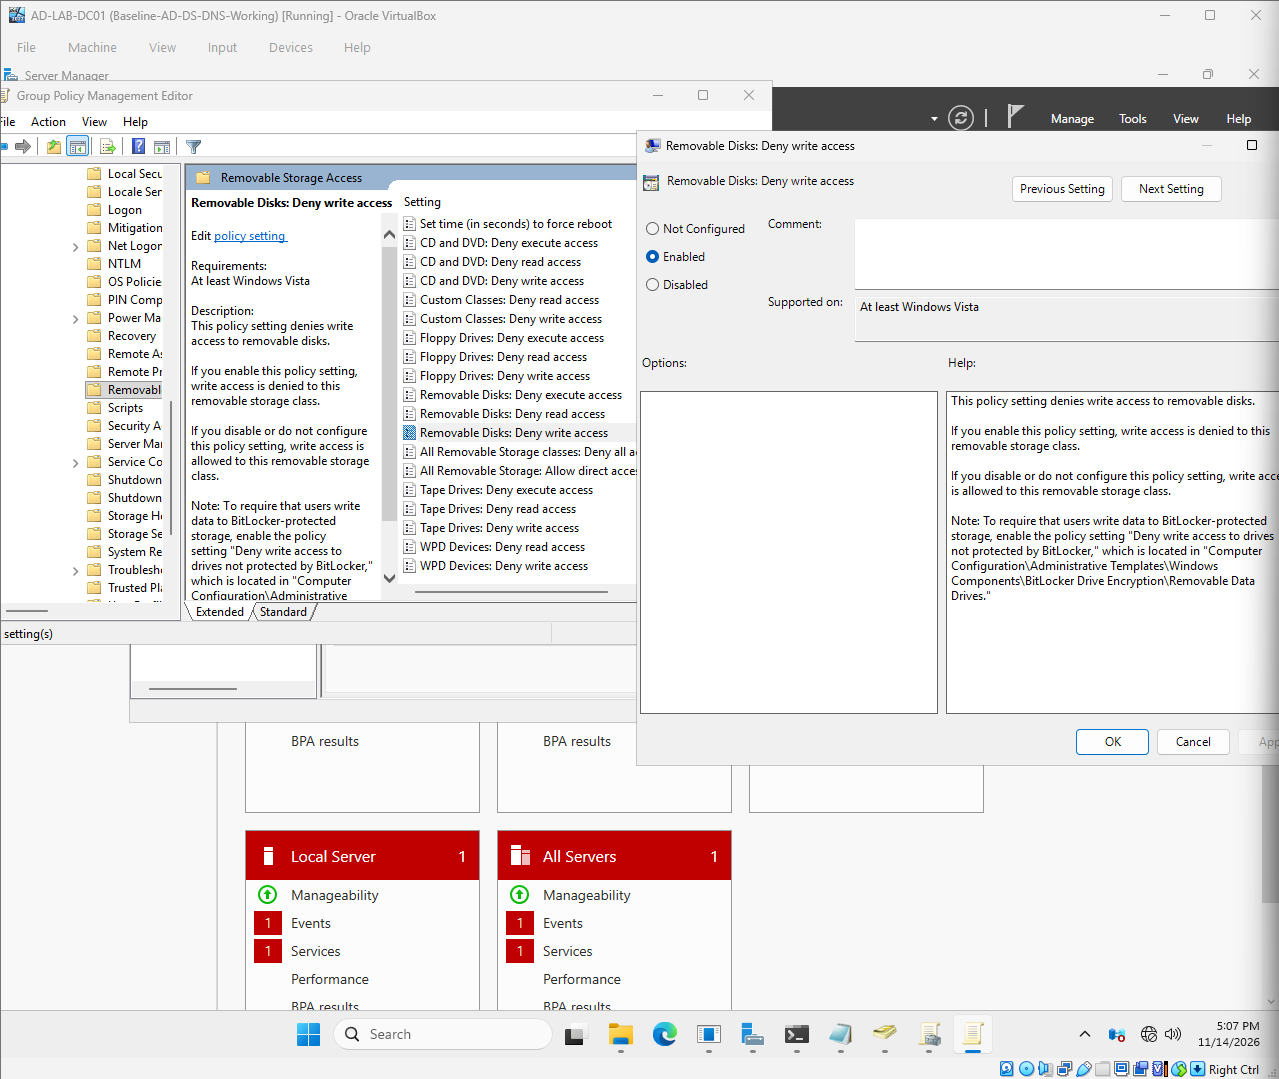 AD-LAB-DC01 (Baseline-AD-DS-DNS-Working) [Running] - Oracle VirtualBox
File Machine View Input Devices Help
Server Manager
Group Policy Management Editor
File Action View Help
Manage Tools View Help
Local Secu
Locale Ser
Logon
Mitigation
Net Logon
NTLM
OS Policies
PIN Comp
Power Ma
Recovery
Remote As
Remote Pr
Removabl
Scripts
Security A
Server Man
Service Co
Shutdown
Shutdown
Storage He
Storage Se
System Re
Troublesh
Trusted Pla
Removable Storage Access
Removable Disks: Deny write access
Edit policy setting
Requirements:
At least Windows Vista
Description:
This policy setting denies write
access to removable disks.
If you enable this policy setting,
write access is denied to this
removable storage class.
If you disable or do not configure
this policy setting, write access is
allowed to this removable storage
class.
Note: To require that users write
data to BitLocker-protected
storage, enable the policy
setting "Deny write access to
drives not protected by BitLocker,"
which is located in "Computer
Configuration\Administrative
Setting
Set time (in seconds) to force reboot
CD and DVD: Deny execute access
CD and DVD: Deny read access
CD and DVD: Deny write access
Custom Classes: Deny read access
Custom Classes: Deny write access
Floppy Drives: Deny execute access
Floppy Drives: Deny read access
Floppy Drives: Deny write access
Removable Disks: Deny execute access
Removable Disks: Deny read access
Removable Disks: Deny write access
All Removable Storage classes: Deny all a
All Removable Storage: Allow direct acce
Tape Drives: Deny execute access
Tape Drives: Deny read access
Tape Drives: Deny write access
WPD Devices: Deny read access
WPD Devices: Deny write access
Extended Standard
setting(s)
Removable Disks: Deny write access
Removable Disks: Deny write access
Previous Setting Next Setting
Not Configured
Enabled
Disabled
Comment:
Supported on:
At least Windows Vista
Options:
Help:
This policy setting denies write access to removable disks.
If you enable this policy setting, write access is denied to this
removable storage class.
If you disable or do not configure this policy setting, write acce
is allowed to this removable storage class.
Note: To require that users write data to BitLocker-protected
storage, enable the policy setting "Deny write access to drives
not protected by BitLocker," which is located in "Computer
Configuration\Administrative Templates\Windows
Components\BitLocker Drive Encryption\Removable Data
Drives."
OK Cancel App
BPA results
BPA results
Local Server 1
Manageability
1 Events
1 Services
Performance
BPA results
All Servers 1
Manageability
1 Events
1 Services
Performance
BPA results
Search
5:07 PM
11/14/2026
Right Ctrl